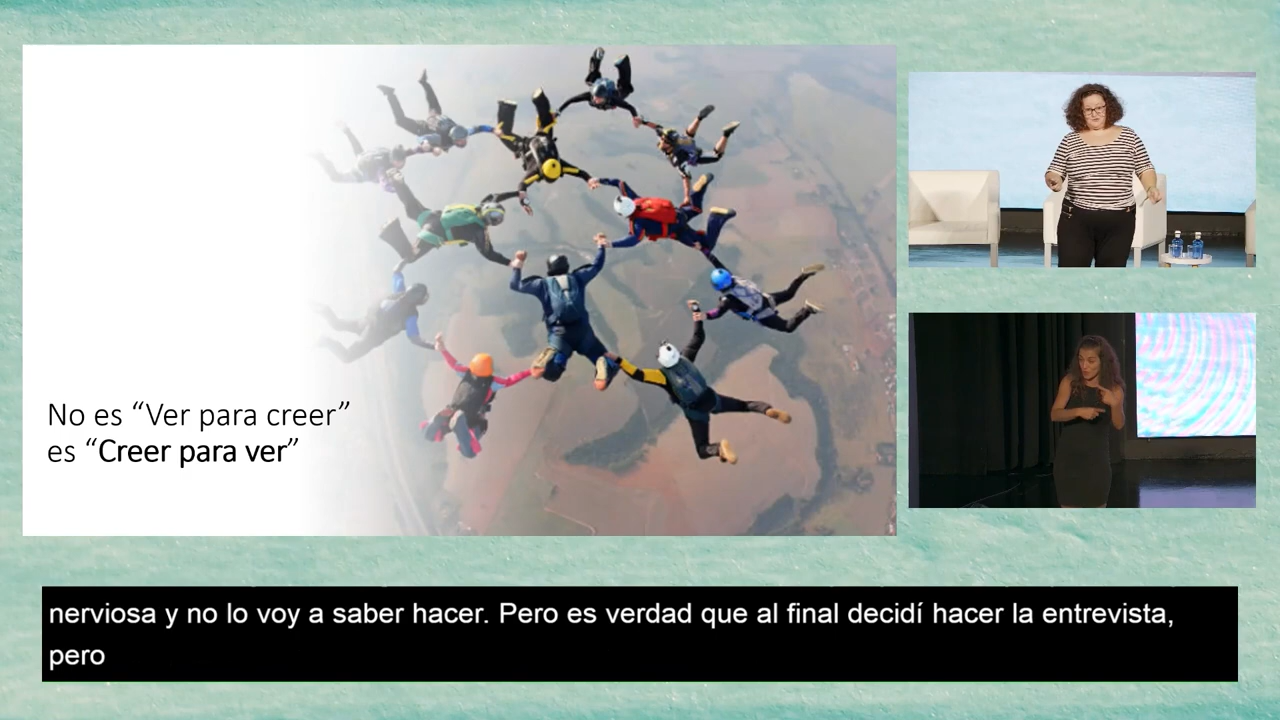 No es “Ver para creer”
es “Creer para ver”
nerviosa y no lo voy a saber hacer. Pero es verdad que al final decidí hacer la entrevista,
pero